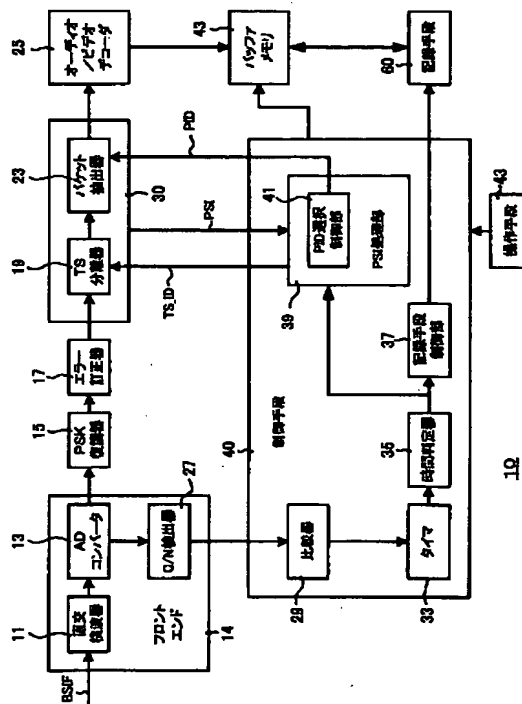 BSIF
11
直交
検波器
13
AD
コンバータ
C/N検出器
27
フロント
エンド
14
15
PSK
復調器
17
エラー
訂正器
19
TS
分離器
23
パケット
抽出器
30
25
オーディオ
/ビデオ
デコーダ
TS_ID
PSI
PID
43
バッファ
メモリ
60
記録手段
40
制御手段
39
PSI処理部
41
PID選択
制御部
29
比較器
33
タイマ
35
時間判定器
37
記録手段
制御部
操作手段
43
10